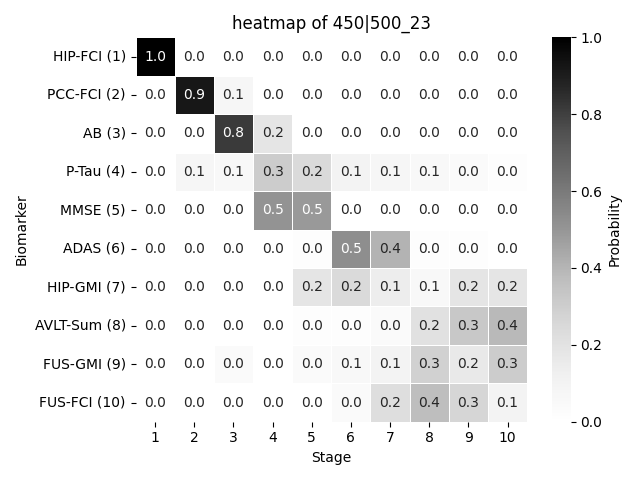 heatmap of 450|500_23
HIP-FCI (1) 1.0 0.0 0.0 0.0 0.0 0.0 0.0 0.0 0.0 0.0
PCC-FCI (2) 0.0 0.9 0.1 0.0 0.0 0.0 0.0 0.0 0.0 0.0
AB (3) 0.0 0.0 0.8 0.2 0.0 0.0 0.0 0.0 0.0 0.0
P-Tau (4) 0.0 0.1 0.1 0.3 0.2 0.1 0.1 0.1 0.0 0.0
MMSE (5) 0.0 0.0 0.0 0.5 0.5 0.0 0.0 0.0 0.0 0.0
ADAS (6) 0.0 0.0 0.0 0.0 0.0 0.5 0.4 0.0 0.0 0.0
HIP-GMI (7) 0.0 0.0 0.0 0.0 0.2 0.2 0.1 0.1 0.2 0.2
AVLT-Sum (8) 0.0 0.0 0.0 0.0 0.0 0.0 0.0 0.2 0.3 0.4
FUS-GMI (9) 0.0 0.0 0.0 0.0 0.0 0.1 0.1 0.3 0.2 0.3
FUS-FCI (10) 0.0 0.0 0.0 0.0 0.0 0.0 0.2 0.4 0.3 0.1
1 2 3 4 5 6 7 8 9 10
Stage
Biomarker
1.0
0.8
0.6
0.4
0.2
0.0
Probability